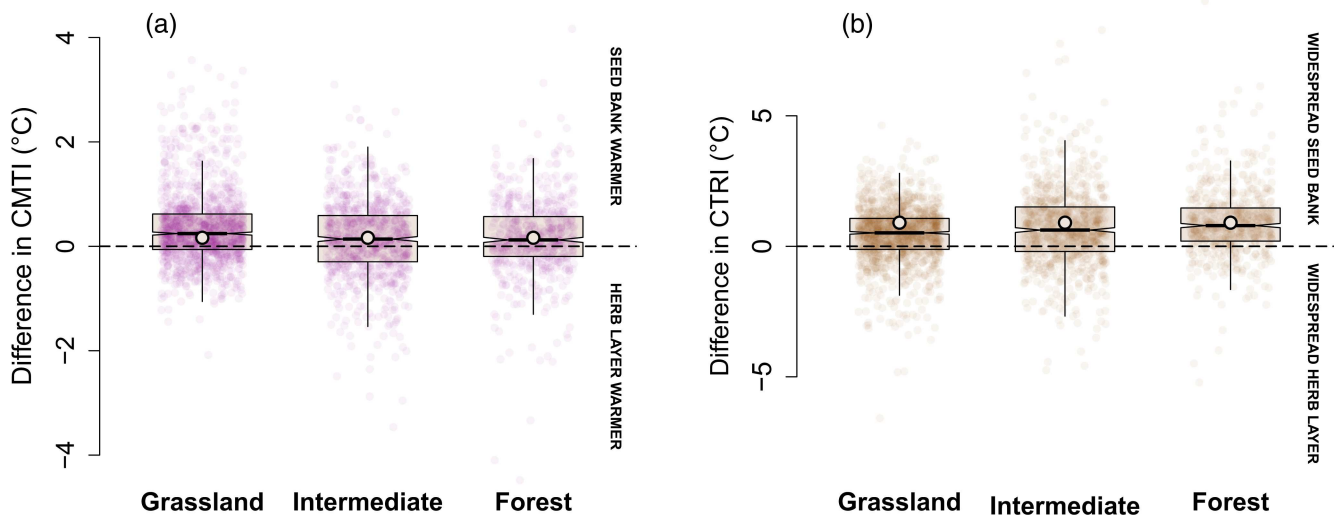 (a)
Difference in CMTI (°C)
4
2
0
−2
−4
SEED BANK WARMER
HERB LAYER WARMER
Grassland
Intermediate
Forest
(b)
Difference in CTRI (°C)
5
0
−5
WIDESPREAD SEED BANK
WIDESPREAD HERB LAYER
Grassland
Intermediate
Forest